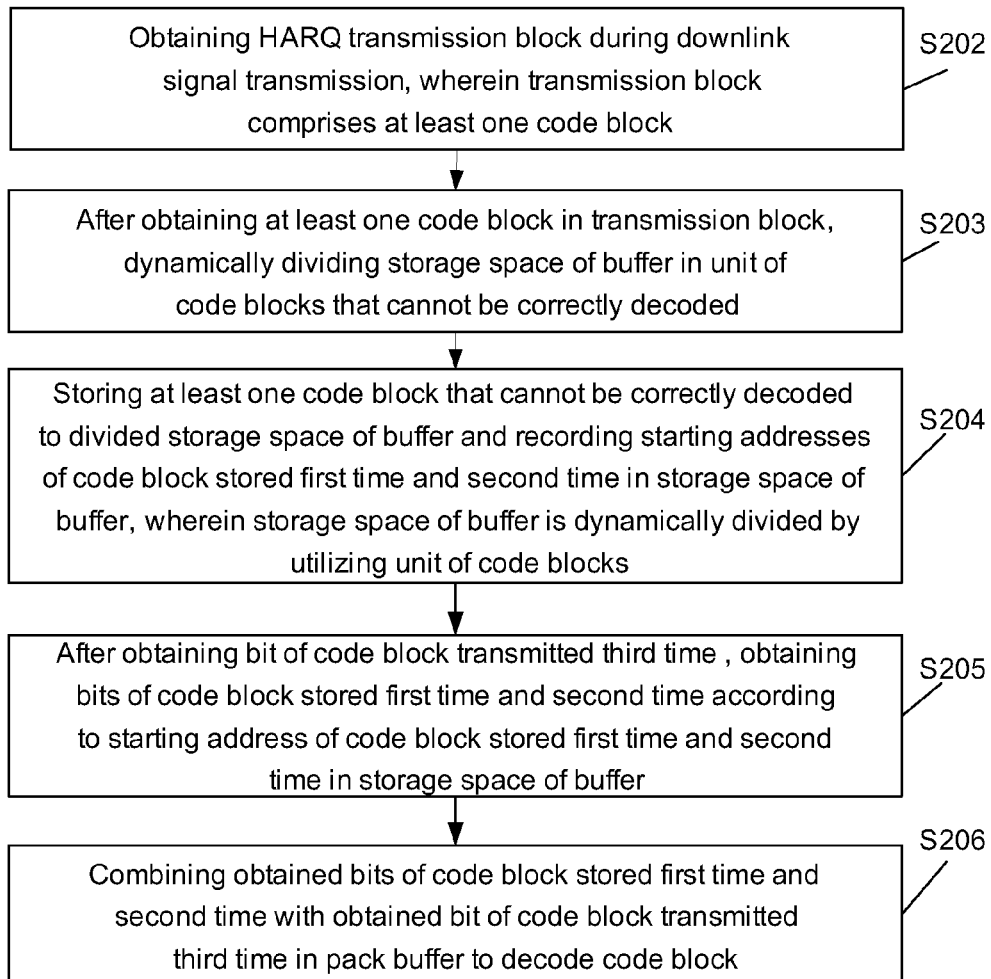 Obtaining HARQ transmission block during downlink
signal transmission, wherein transmission block
comprises at least one code block
S202
After obtaining at least one code block in transmission block,
dynamically dividing storage space of buffer in unit of
code blocks that cannot be correctly decoded
S203
Storing at least one code block that cannot be correctly decoded
to divided storage space of buffer and recording starting addresses
of code block stored first time and second time in storage space of
buffer, wherein storage space of buffer is dynamically divided by
utilizing unit of code blocks
S204
After obtaining bit of code block transmitted third time , obtaining
bits of code block stored first time and second time according
to starting address of code block stored first time and second
time in storage space of buffer
S205
Combining obtained bits of code block stored first time and
second time with obtained bit of code block transmitted
third time in pack buffer to decode code block
S206